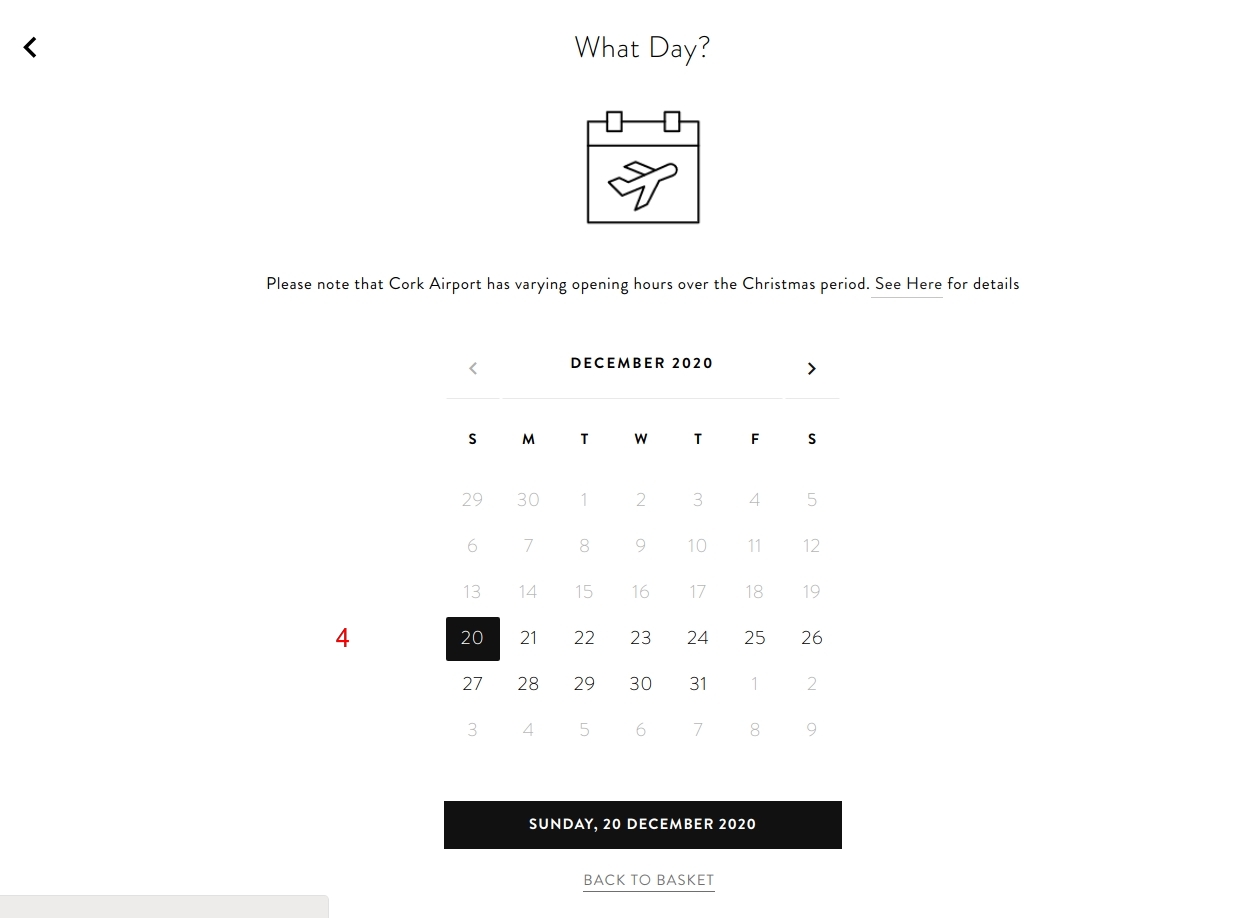 What Day?
Please note that Cork Airport has varying opening hours over the Christmas period. See Here for details
DECEMBER 2020
S M T W T F S
29 30 1 2 3 4 5
6 7 8 9 10 11 12
13 14 15 16 17 18 19
4 20 21 22 23 24 25 26
27 28 29 30 31 1 2
3 4 5 6 7 8 9
SUNDAY, 20 DECEMBER 2020
BACK TO BASKET